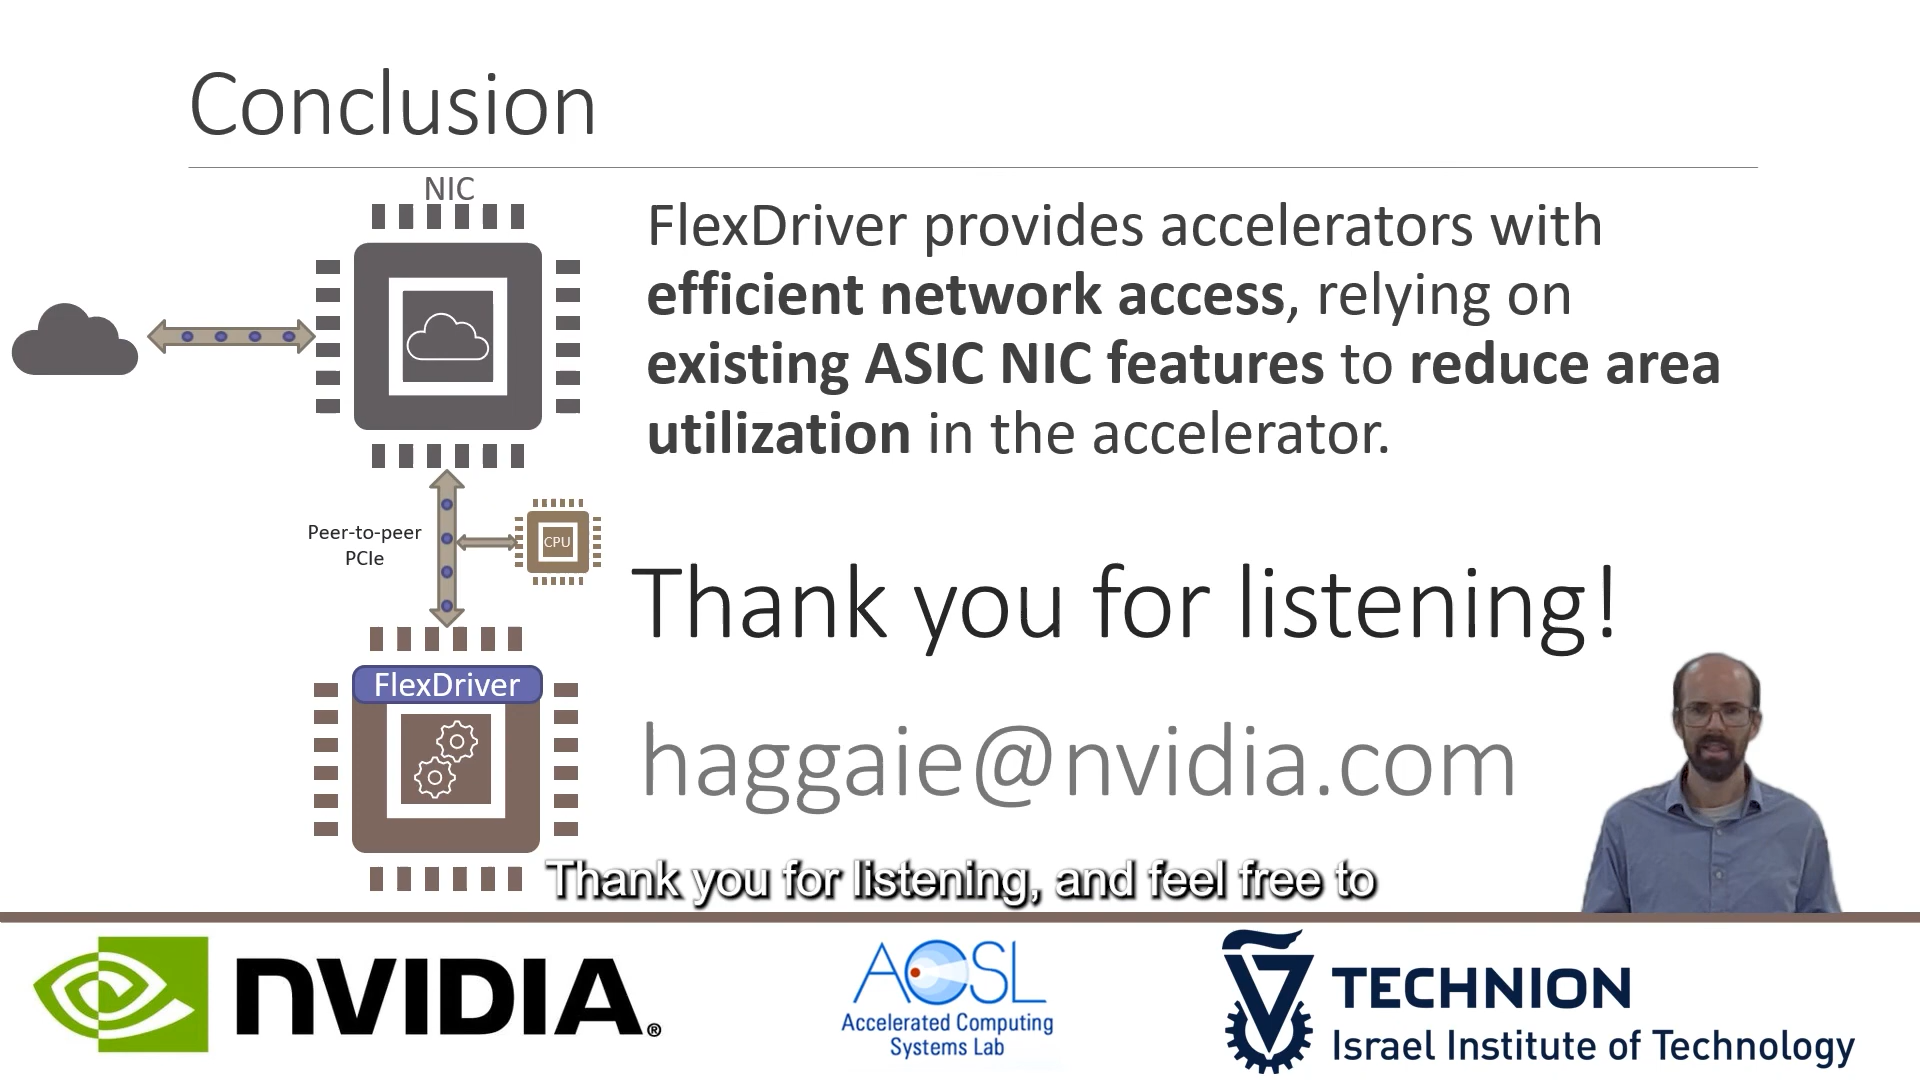 Conclusion
NIC
FlexDriver provides accelerators with
efficient network access, relying on
existing ASIC NIC features to reduce area
utilization in the accelerator.
Peer-to-peer
PCIe
CPU
Thank you for listening!
FlexDriver
haggaie@nvidia.com
Thank you for listening, and feel free to
NVIDIA®
ACSL
Accelerated Computing
Systems Lab
TECHNION
Israel Institute of Technology